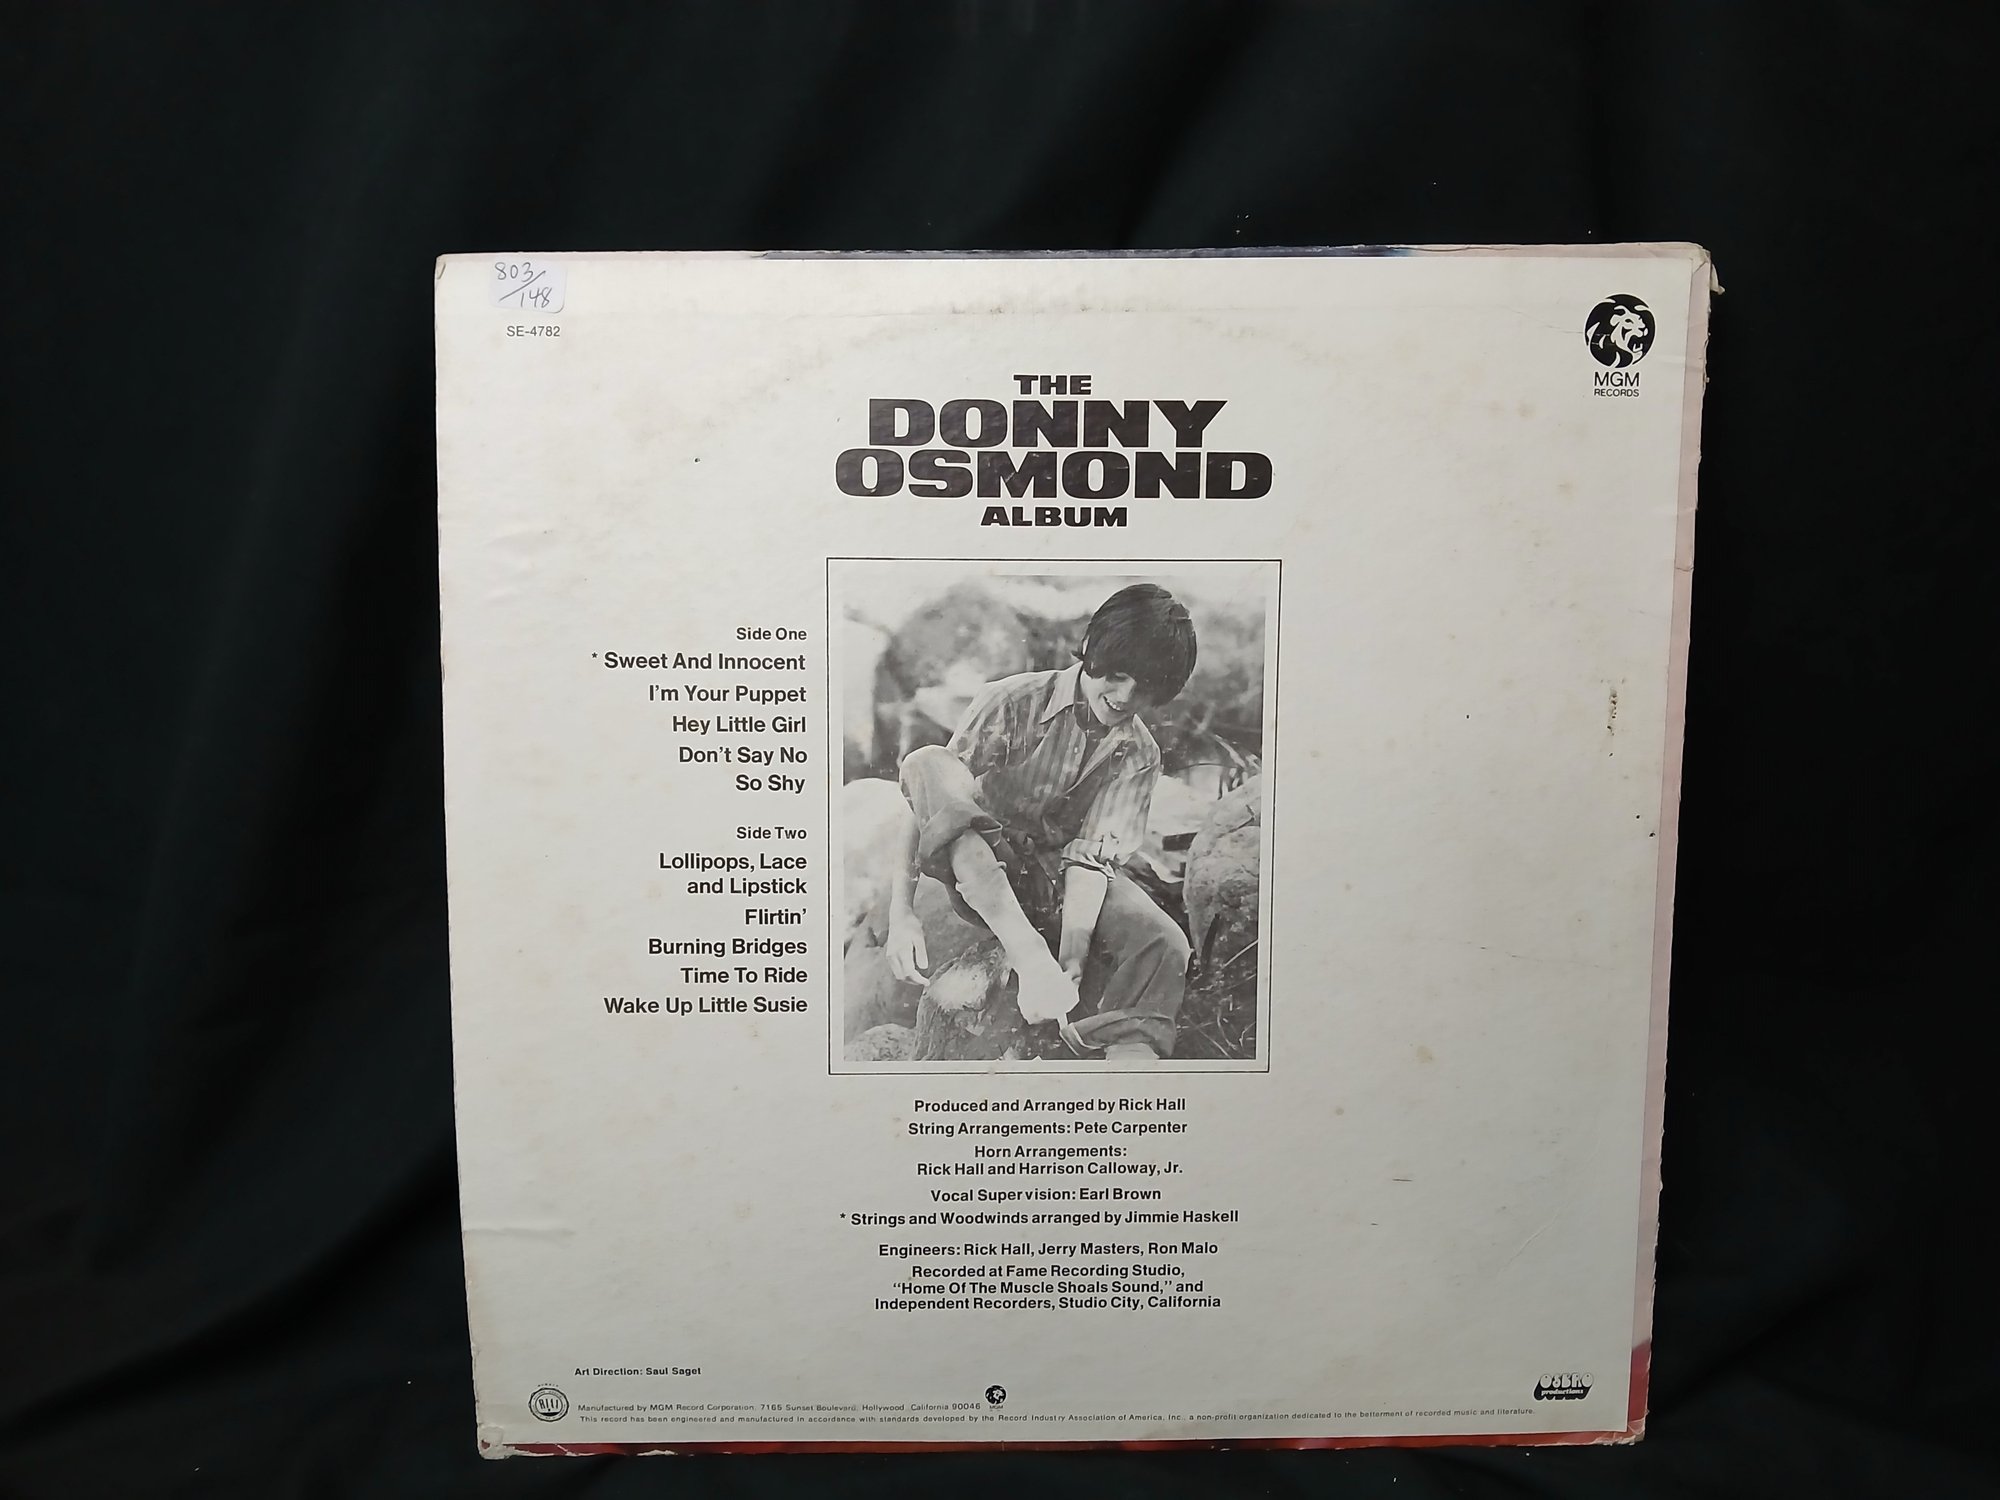 803/148
SE-4782
MGM
RECORDS
THE
DONNY
OSMOND
ALBUM
Side One
* Sweet And Innocent
I'm Your Puppet
Hey Little Girl
Don't Say No
So Shy
Side Two
Lollipops, Lace
and Lipstick
Flirtin'
Burning Bridges
Time To Ride
Wake Up Little Susie
Produced and Arranged by Rick Hall
String Arrangements: Pete Carpenter
Horn Arrangements:
Rick Hall and Harrison Calloway, Jr.
Vocal Supervision: Earl Brown
* Strings and Woodwinds arranged by Jimmie Haskell
Engineers: Rick Hall, Jerry Masters, Ron Malo
Recorded at Fame Recording Studio,
"Home Of The Muscle Shoals Sound," and
Independent Recorders, Studio City, California
Art Direction: Saul Saget
Manufactured by MGM Record Corporation, 7165 Sunset Boulevard, Hollywood, California 90046
This record has been engineered and manufactured in accordance with standards developed by the Record Industry Association of America, Inc., a non-profit organization dedicated to the betterment of recorded music and literature.
OSBRO
productions